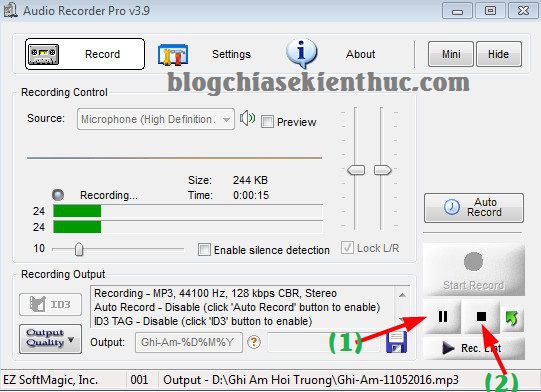 Audio Recorder Pro v3.9
Record
Settings
About
Mini
Hide
blogchiasekienthuc.com
Recording Control
Source:
Microphone (High Definition.
Preview
Size: 244 KB
Recording...
Time: 0:00:15
24
24
10
Enable silence detection
Lock L/R
Auto Record
Start Record
Recording Output
ID3
Recording - MP3, 44100 Hz, 128 kbps CBR, Stereo
Auto Record - Disable (click 'Auto Record' button to enable)
ID3 TAG - Disable (click 'ID3' button to enable)
Output Quality
Output:
Ghi-Am-%D%M%Y
?
(1)
Rec. List
(2)
EZ SoftMagic, Inc.
001
Output - D:\Ghi Am Hoi Truong\Ghi-Am-11052016.mp3